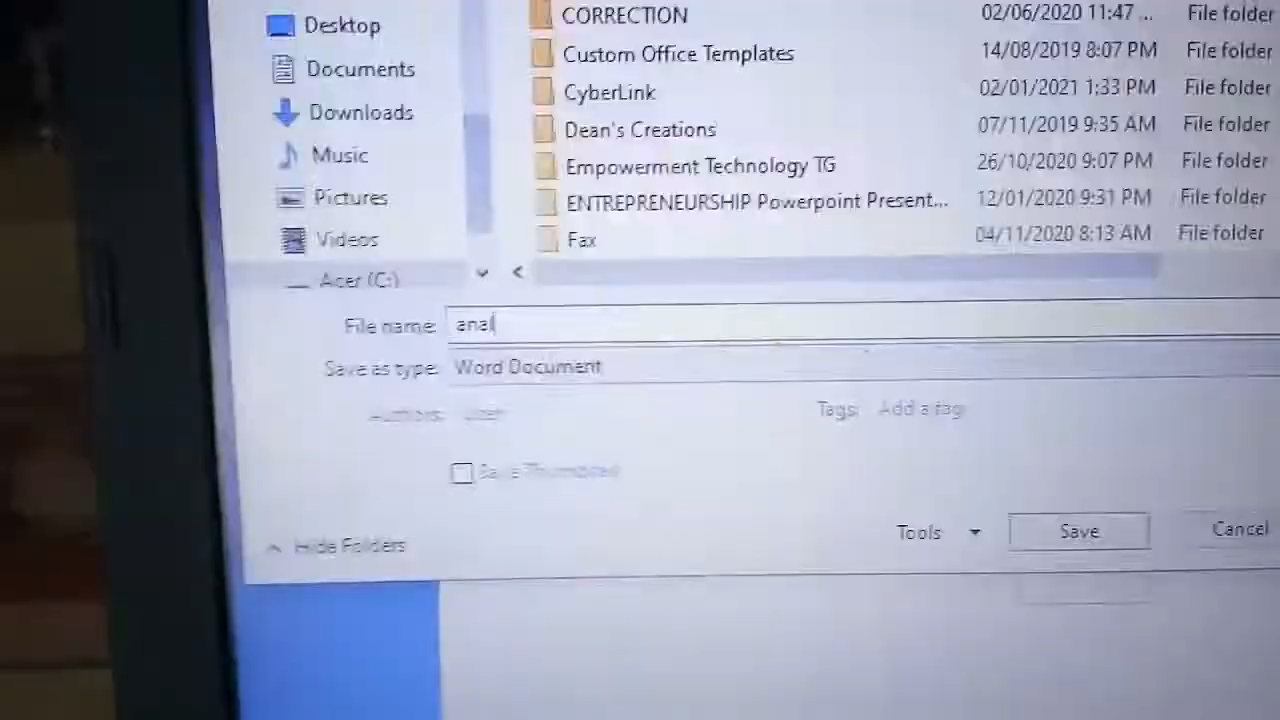 Desktop
Documents
Downloads
Music
Pictures
Videos
Acer (C:)
CORRECTION 02/06/2020 11:47 ... File folder
Custom Office Templates 14/08/2019 8:07 PM File folder
CyberLink 02/01/2021 1:33 PM File folder
Dean's Creations 07/11/2019 9:35 AM File folder
Empowerment Technology TG 26/10/2020 9:07 PM File folder
ENTREPRENEURSHIP Powerpoint Present... 12/01/2020 9:31 PM File folder
Fax 04/11/2020 8:13 AM File folder
File name: anal
Save as type: Word Document
Authors: User Tags: Add a tag
Save Thumbnail
Hide Folders Tools Save Cancel